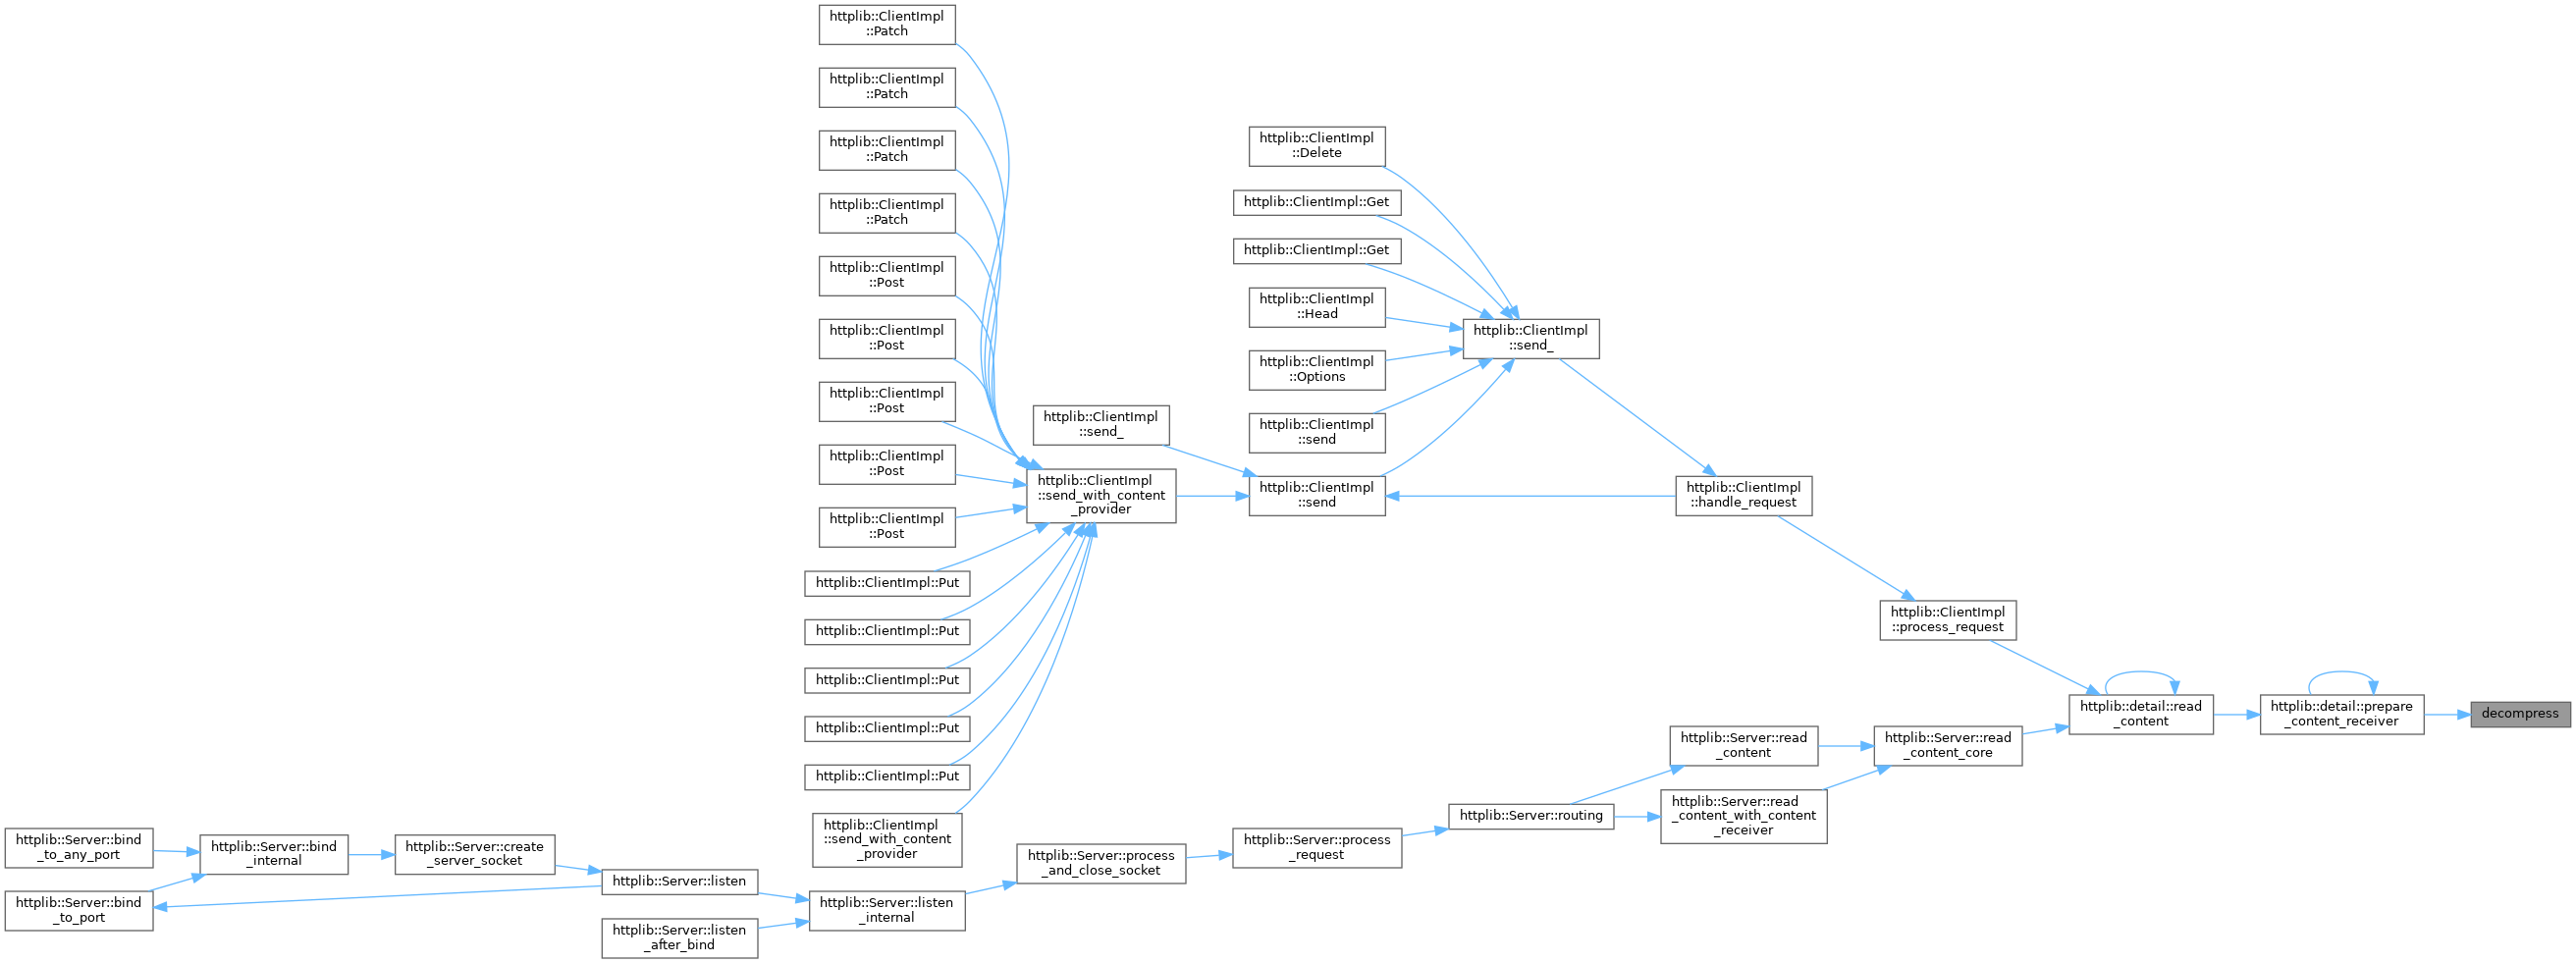 httplib::ClientImpl
::Patch
httplib::ClientImpl
::Patch
httplib::ClientImpl
::Patch
httplib::ClientImpl
::Patch
httplib::ClientImpl
::Post
httplib::ClientImpl
::Post
httplib::ClientImpl
::Post
httplib::ClientImpl
::Post
httplib::ClientImpl
::Post
httplib::ClientImpl::Put
httplib::ClientImpl::Put
httplib::ClientImpl::Put
httplib::ClientImpl::Put
httplib::ClientImpl::Put
httplib::ClientImpl
::send_with_content
_provider
httplib::ClientImpl
::Delete
httplib::ClientImpl::Get
httplib::ClientImpl::Get
httplib::ClientImpl
::Head
httplib::ClientImpl
::Options
httplib::ClientImpl
::send
httplib::ClientImpl
::send_
httplib::ClientImpl
::send_
httplib::ClientImpl
::send_with_content
_provider
httplib::ClientImpl
::send
httplib::ClientImpl
::handle_request
httplib::ClientImpl
::process_request
httplib::detail::read
_content
httplib::detail::prepare
_content_receiver
decompress
httplib::Server::read
_content
httplib::Server::read
_content_core
httplib::Server::read
_content_with_content
_receiver
httplib::Server::routing
httplib::Server::process
_request
httplib::Server::process
_and_close_socket
httplib::Server::listen
_internal
httplib::Server::listen
httplib::Server::listen
_after_bind
httplib::Server::create
_server_socket
httplib::Server::bind
_internal
httplib::Server::bind
_to_any_port
httplib::Server::bind
_to_port